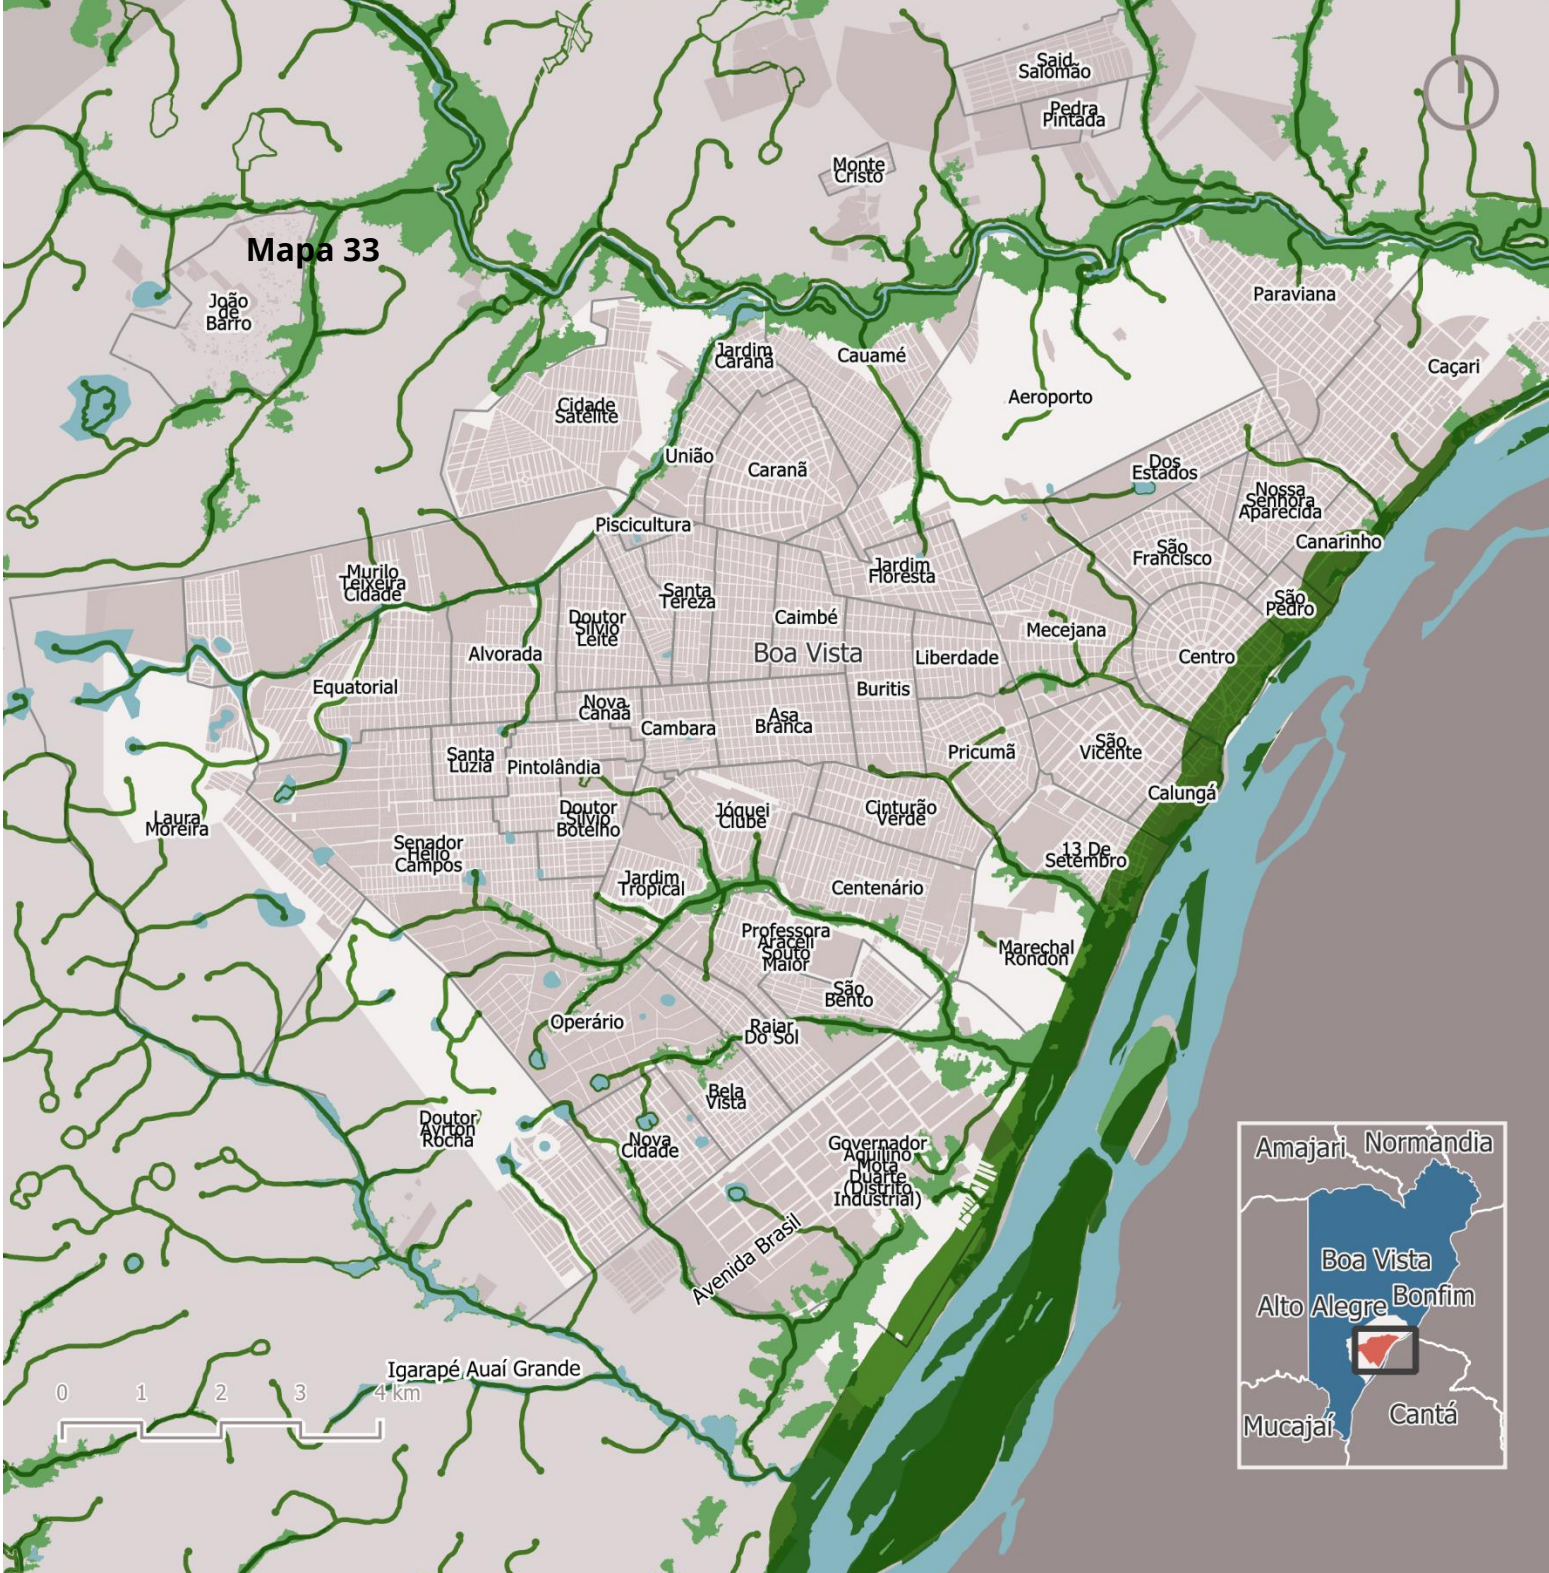 Said
Salomão
Pedra
Pintada
Monte
Cristo
Mapa 33
João
de
Barro
Paraviana
Jardim
Caranã
Cauamé
Caçari
Aeroporto
Cidade
Satélite
União
Caranã
Dos
Estados
Nossa
Senhora
Aparecida
Piscicultura
Canarinho
São
Francisco
Jardim
Floresta
Murilo
Teixeira
Cidade
Santa
Tereza
São
Pedro
Doutor
Silvio
Leite
Caimbé
Mecejana
Alvorada
Boa Vista
Liberdade
Centro
Equatorial
Buritis
Nova
Canaã
Cambara
Asa
Branca
Pricumã
São
Vicente
Santa
Luzia
Pintolândia
Calungá
Laura
Moreira
Doutor
Silvio
Botelho
Jóquei
Clube
Cinturão
Verde
Senador
Hélio
Campos
13 De
Setembro
Jardim
Tropical
Centenário
Professora
Araceli
Souto
Maior
Marechal
Rondon
São
Bento
Operário
Raiar
Do Sol
Bela
Vista
Doutor
Ayrton
Rocha
Nova
Cidade
Governador
Aquilino
Mota
Duarte
(Distrito
Industrial)
Avenida Brasil
Igarapé Auaí Grande
0 1 2 3 4 km
Amajari
Normandia
Boa Vista
Bonfim
Alto Alegre
Mucajaí
Cantá